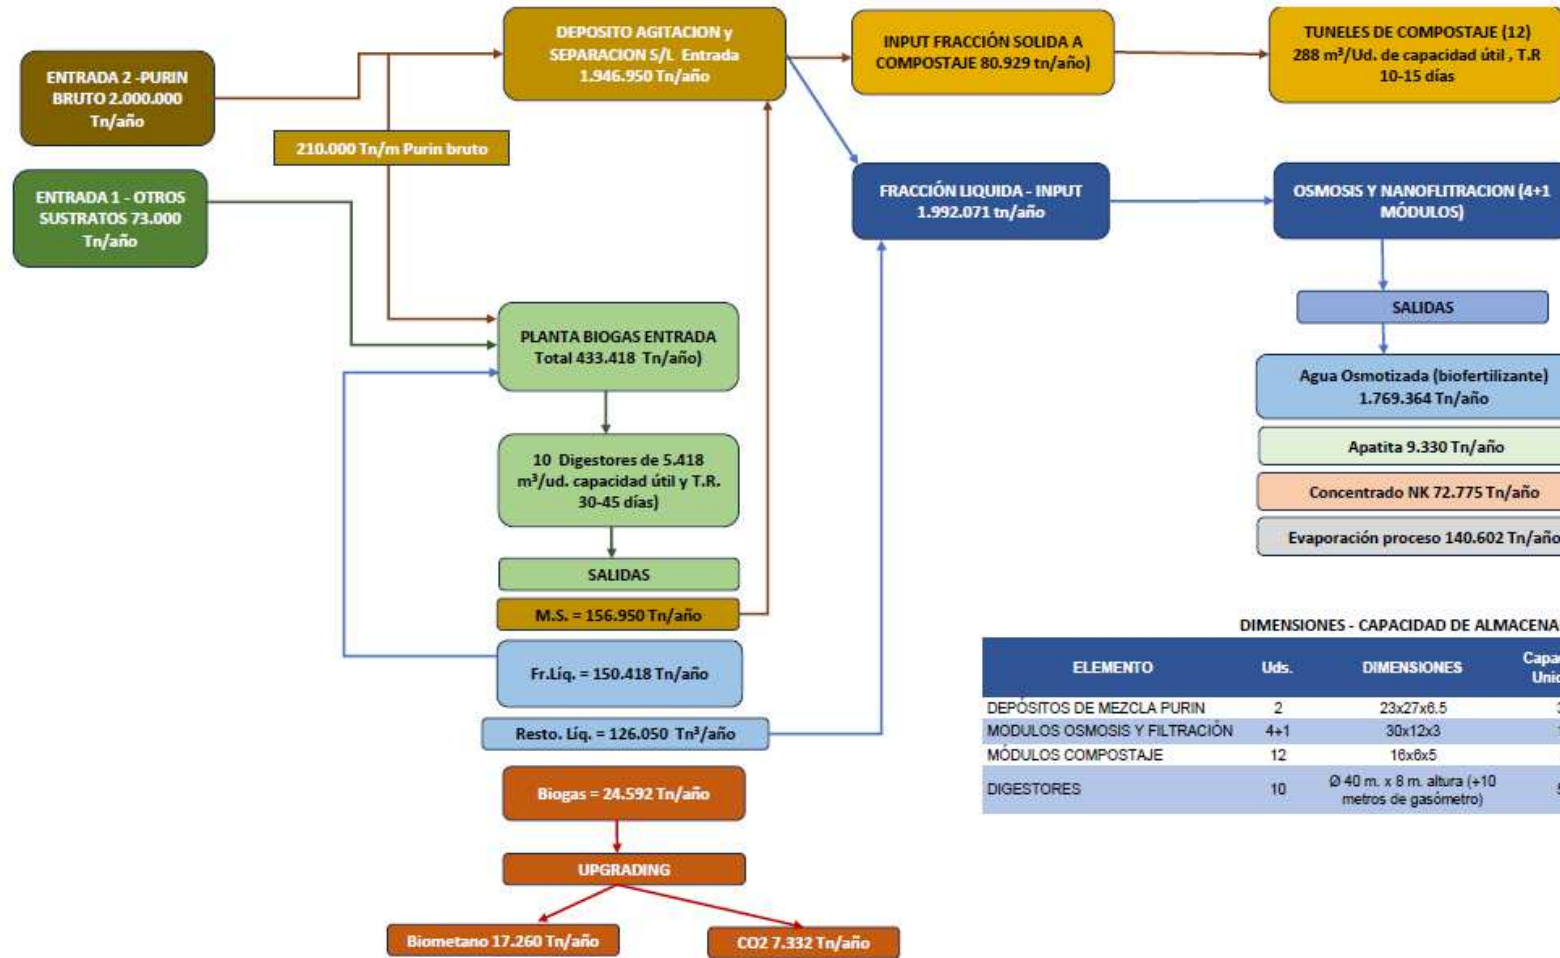 ENTRADA 2 -PURIN
BRUTO 2.000.000
Tn/año
DEPOSITO AGITACION y
SEPARACION S/L Entrada
1.946.950 Tn/año
INPUT FRACCIÓN SOLIDA A
COMPOSTAJE 80.929 tn/año)
TUNELES DE COMPOSTAJE (12)
288 m³/Ud. de capacidad útil , T.R
10-15 días
210.000 Tn/m Purin bruto
ENTRADA 1 - OTROS
SUSTRATOS 73.000
Tn/año
FRACCIÓN LIQUIDA - INPUT
1.992.071 tn/año
OSMOSIS Y NANOFLITRACION (4+1
MÓDULOS)
SALIDAS
PLANTA BIOGAS ENTRADA
Total 433.418 Tn/año)
Agua Osmotizada (biofertilizante)
1.769.364 Tn/año
Apatita 9.330 Tn/año
Concentrado NK 72.775 Tn/año
Evaporación proceso 140.602 Tn/año
10 Digestores de 5.418
m³/ud. capacidad útil y T.R.
30-45 días)
SALIDAS
M.S. = 156.950 Tn/año
Fr.Líq. = 150.418 Tn/año
Resto. Líq. = 126.050 Tn³/año
Biogas = 24.592 Tn/año
UPGRADING
Biometano 17.260 Tn/año
CO2 7.332 Tn/año
DIMENSIONES - CAPACIDAD DE ALMACENA
ELEMENTO Uds. DIMENSIONES
DEPÓSITOS DE MEZCLA PURIN 2 23x27x6,5
MODULOS OSMOSIS Y FILTRACIÓN 4+1 30x12x3
MÓDULOS COMPOSTAJE 12 16x6x5
DIGESTORES 10 Ø 40 m. x 8 m. altura (+10
metros de gasómetro)